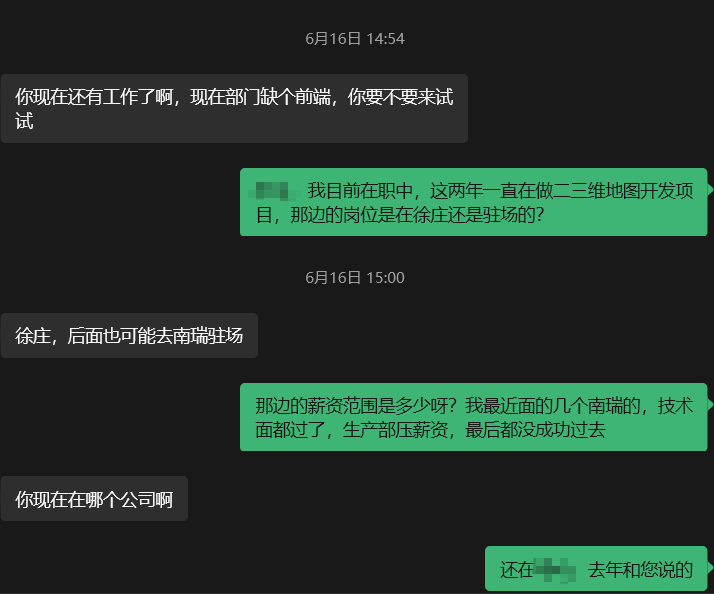 6月16日 14:54
你现在还有工作了啊，现在部门缺个前端，你要不要来试
试
我目前在职中，这两年一直在做二三维地图开发项
目，那边的岗位是在徐庄还是驻场的？
6月16日 15:00
徐庄，后面也可能去南瑞驻场
那边的薪资范围是多少呀？我最近面的几个南瑞的，技术
面都过了，生产部压薪资，最后都没成功过去
你现在在哪个公司啊
还在 去年和您说的